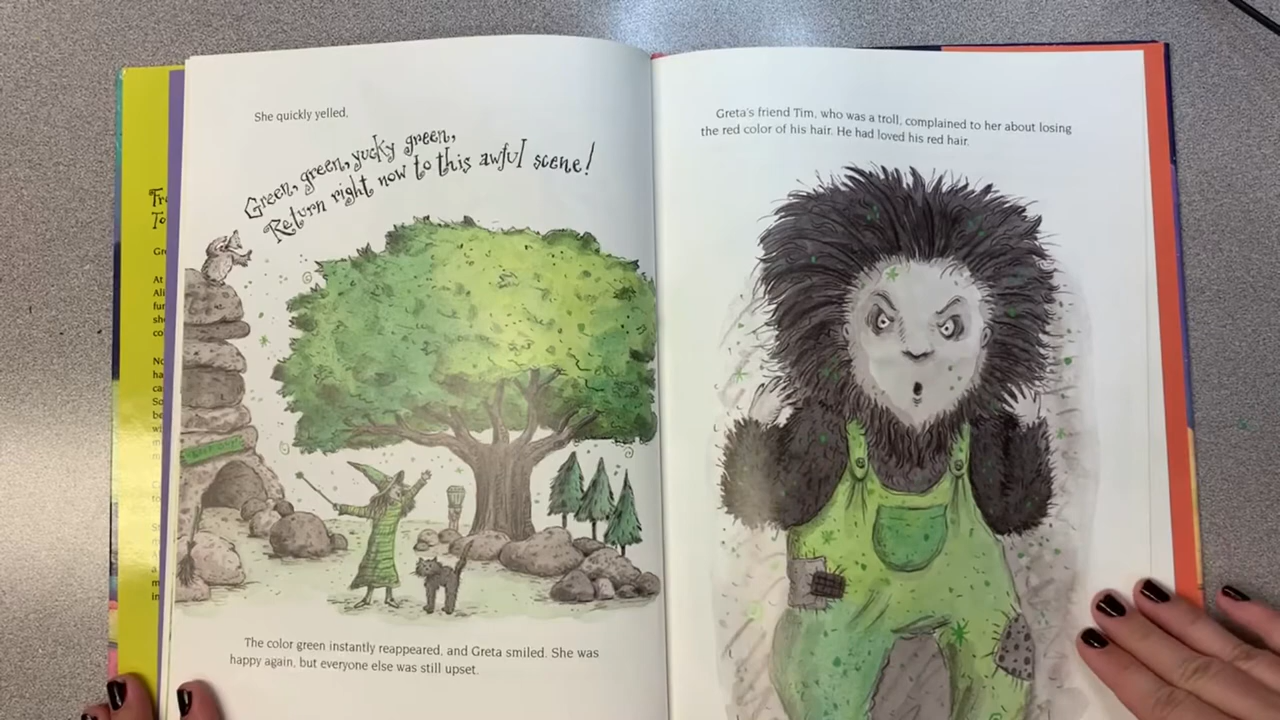 She quickly yelled,
Green, green, yucky green,
Return right now to this awful scene!
The color green instantly reappeared, and Greta smiled. She was
happy again, but everyone else was still upset.
Greta's friend Tim, who was a troll, complained to her about losing
the red color of his hair. He had loved his red hair.